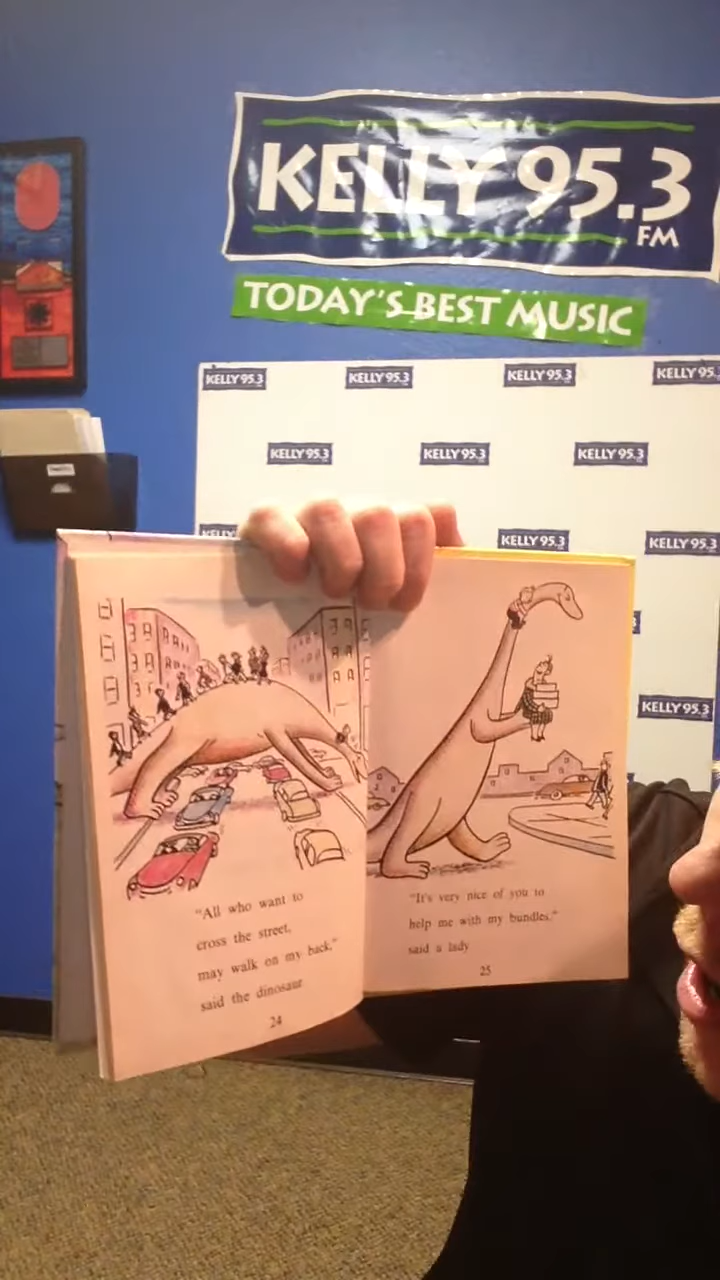 KELLY 95.3
FM
TODAY'S BEST MUSIC
KELLY 95.3
KELLY 95.3
KELLY 95.3
KELLY 95.3
KELLY 95.3
KELLY 95.3
KELLY 95.3
KELLY
KELLY 95.3
KELLY 95.3
KELLY 95.3
"All who want to
cross the street,
may walk on my back,"
said the dinosaur.
24
"It's very nice of you to
help me with my bundles,"
said a lady.
25